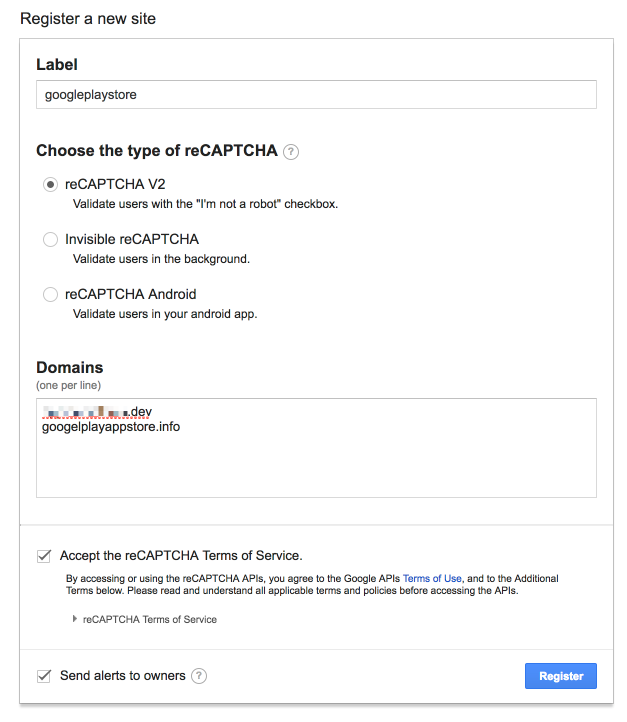 Register a new site
Label
googleplaystore
Choose the type of reCAPTCHA ?
reCAPTCHA V2
Validate users with the "I'm not a robot" checkbox.
Invisible reCAPTCHA
Validate users in the background.
reCAPTCHA Android
Validate users in your android app.
Domains
(one per line)
.dev
googelplayappstore.info
Accept the reCAPTCHA Terms of Service.
By accessing or using the reCAPTCHA APIs, you agree to the Google APIs Terms of Use, and to the Additional
Terms below. Please read and understand all applicable terms and policies before accessing the APIs.
reCAPTCHA Terms of Service
Send alerts to owners ?
Register